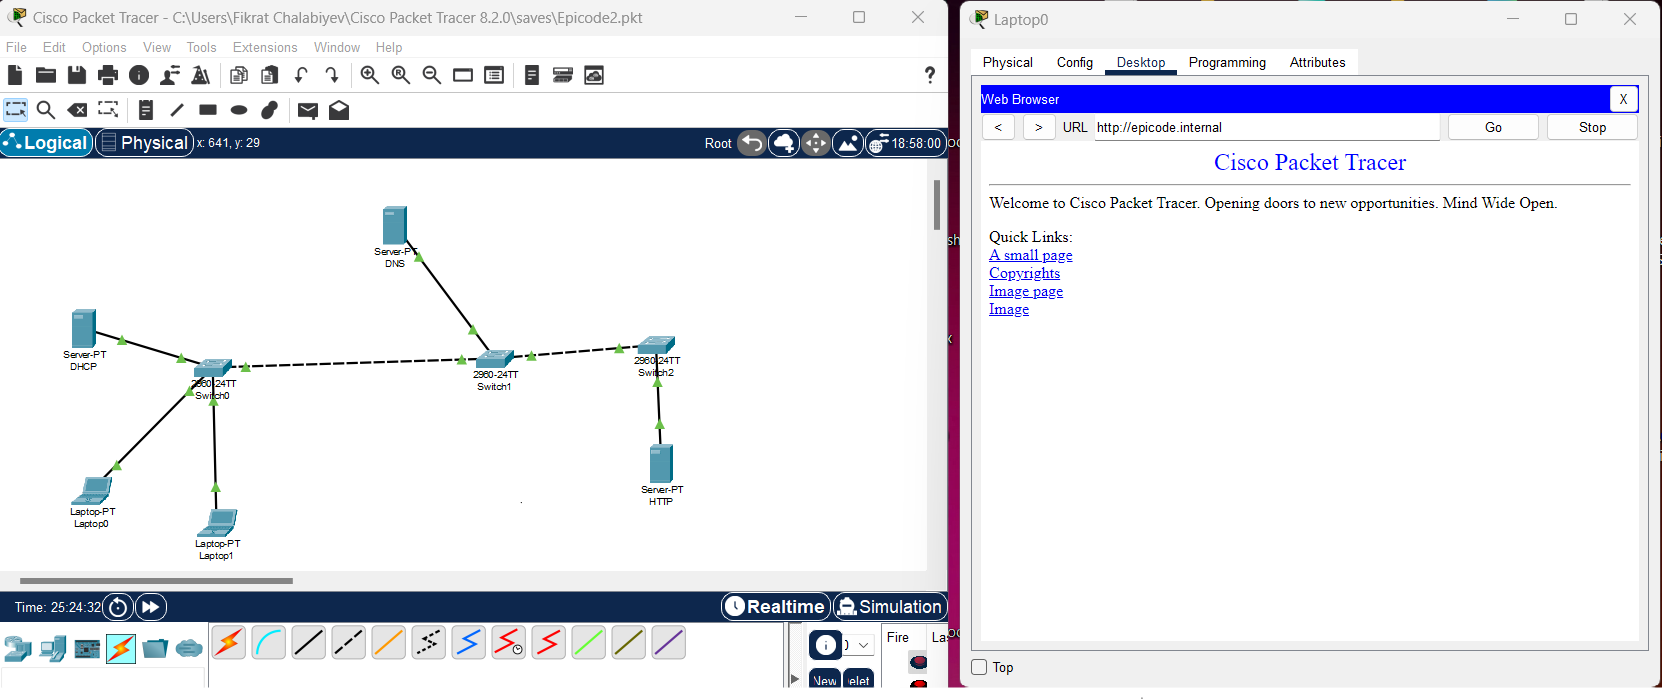 Cisco Packet Tracer - C:\Users\Fikrat Chalabiyev\Cisco Packet Tracer 8.2.0\saves\Epicode2.pkt
File Edit Options View Tools Extensions Window Help
?
Logical Physical x: 641, y: 29 Root 18:58:00
Server-PT
DNS
Server-PT
DHCP
2960-24TT
Switch0
2960-24TT
Switch1
2960-24TT
Switch2
Server-PT
HTTP
Laptop-PT
Laptop0
Laptop-PT
Laptop1
Time: 25:24:32 Realtime Simulation
Fire
New
Laptop0
Physical Config Desktop Programming Attributes
Web Browser X
< > URL http://epicode.internal Go Stop
Cisco Packet Tracer
Welcome to Cisco Packet Tracer. Opening doors to new opportunities. Mind Wide Open.
Quick Links:
A small page
Copyrights
Image page
Image
Top